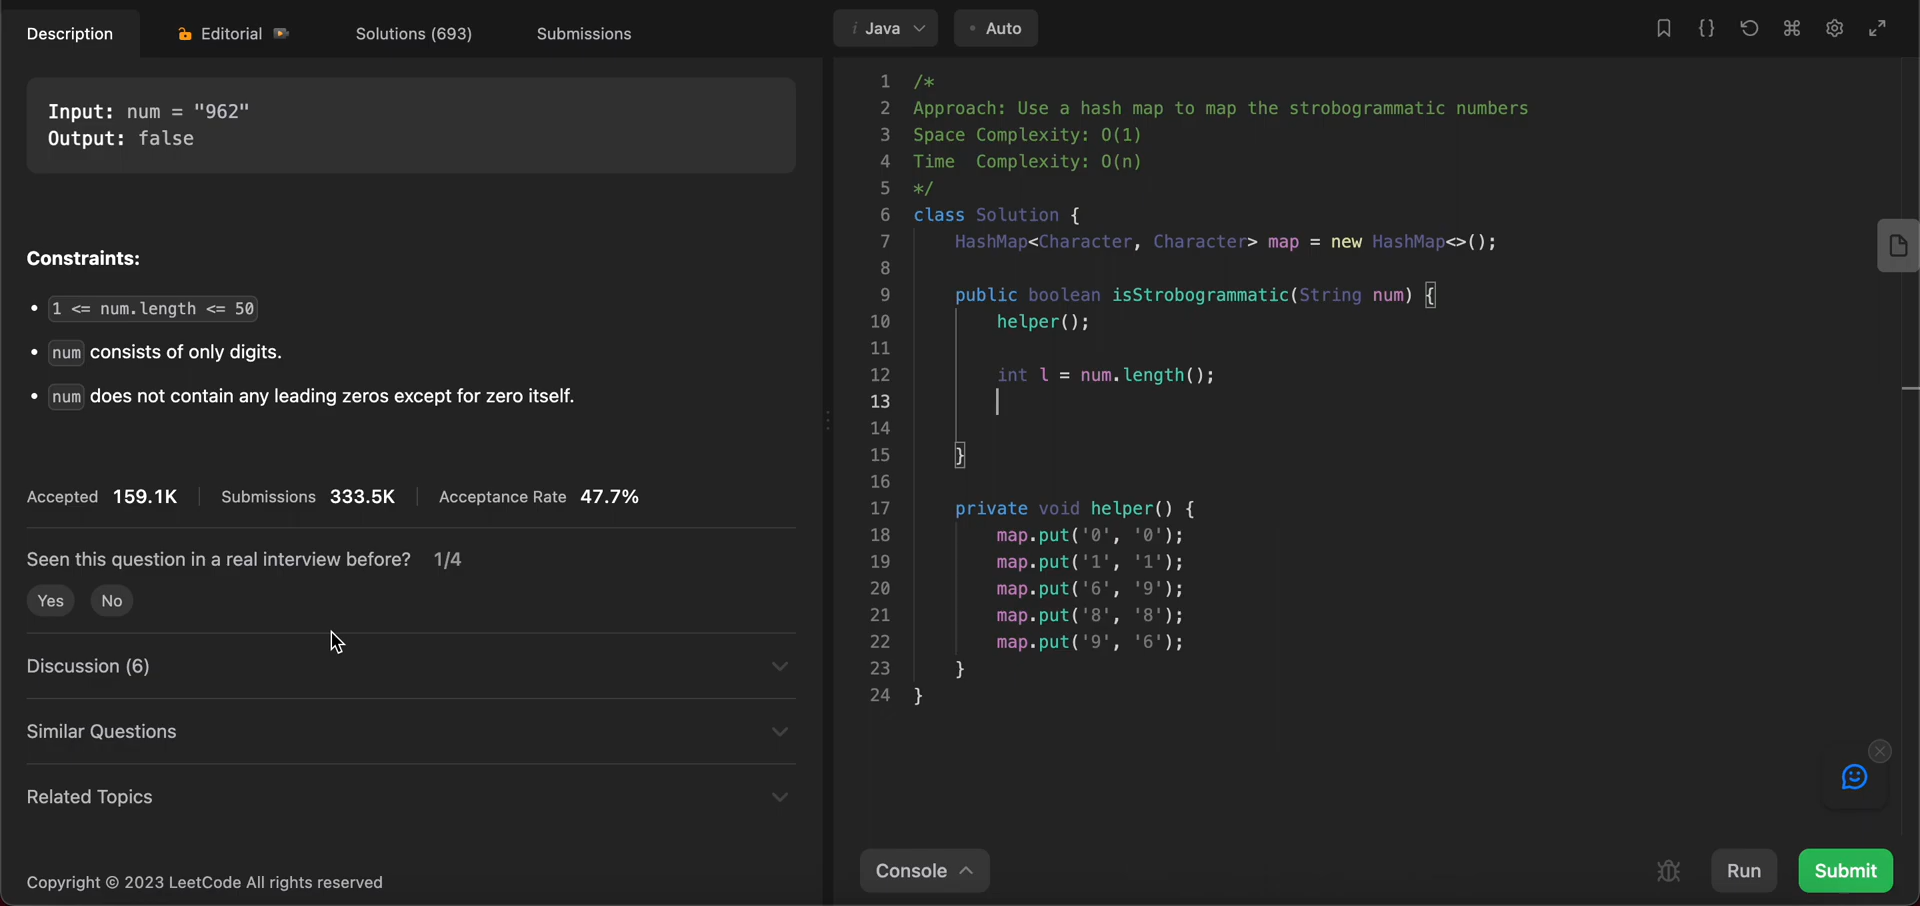 Description
Editorial
Solutions (693)
Submissions
Input: num = "962"
Output: false
Constraints:
• 1 <= num.length <= 50
• num consists of only digits.
• num does not contain any leading zeros except for zero itself.
Accepted 159.1K | Submissions 333.5K | Acceptance Rate 47.7%
Seen this question in a real interview before? 1/4
Yes No
Discussion (6)
Similar Questions
Related Topics
Copyright © 2023 LeetCode All rights reserved
i Java • Auto
1 /*
2 Approach: Use a hash map to map the strobogrammatic numbers
3 Space Complexity: O(1)
4 Time  Complexity: O(n)
5 */
6 class Solution {
7     HashMap<Character, Character> map = new HashMap<>();
8
9     public boolean isStrobogrammatic(String num) {
10         helper();
11
12         int l = num.length();
13
14
15     }
16
17     private void helper() {
18         map.put('0', '0');
19         map.put('1', '1');
20         map.put('6', '9');
21         map.put('8', '8');
22         map.put('9', '6');
23     }
24 }
Console
Run
Submit